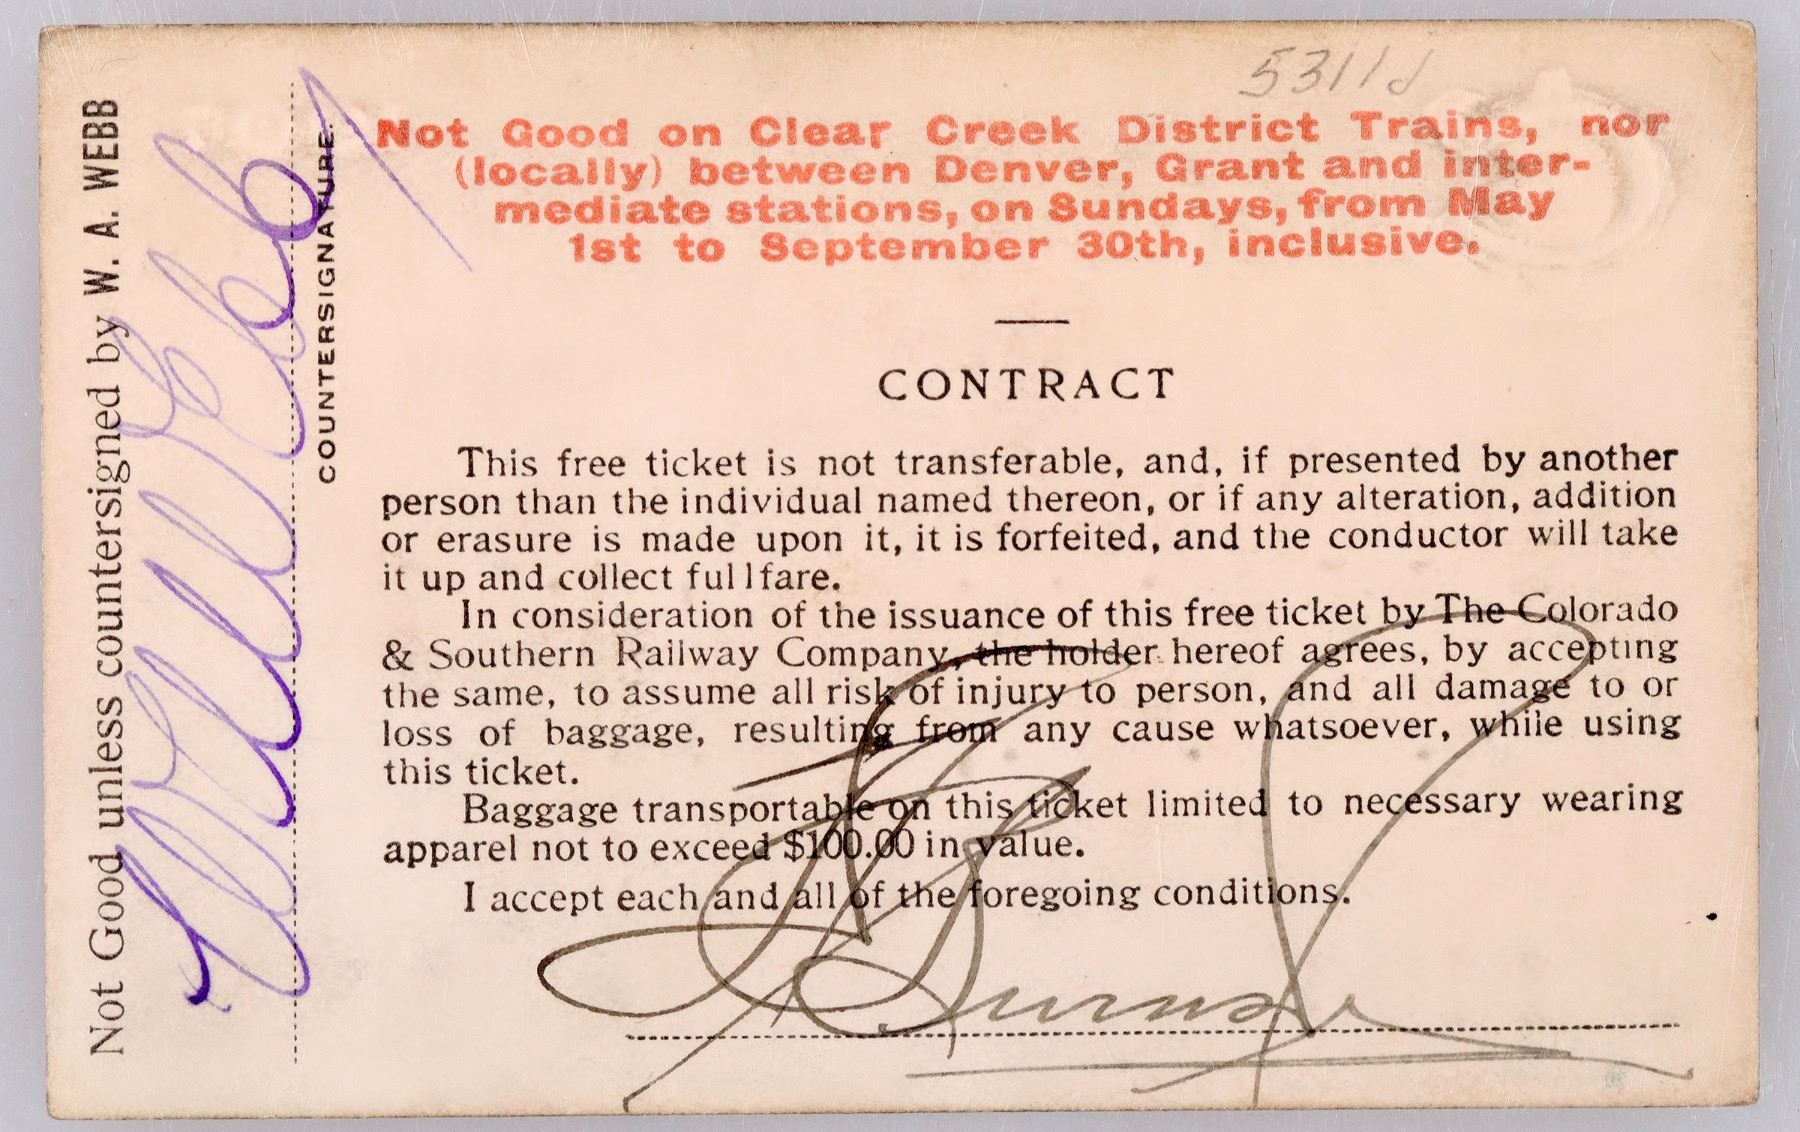 5311d
Not Good on Clear Creek District Trains, nor
(locally) between Denver, Grant and inter-
mediate stations, on Sundays, from May
1st to September 30th, inclusive.
CONTRACT
This free ticket is not transferable, and, if presented by another
person than the individual named thereon, or if any alteration, addition
or erasure is made upon it, it is forfeited, and the conductor will take
it up and collect full fare.
In consideration of the issuance of this free ticket by The Colorado
& Southern Railway Company, the holder hereof agrees, by accepting
the same, to assume all risk of injury to person, and all damage to or
loss of baggage, resulting from any cause whatsoever, while using
this ticket.
Baggage transportable on this ticket limited to necessary wearing
apparel not to exceed $100.00 in value.
I accept each and all of the foregoing conditions.
Not Good unless countersigned by W. A. WEBB
COUNTERSIGNATURE.